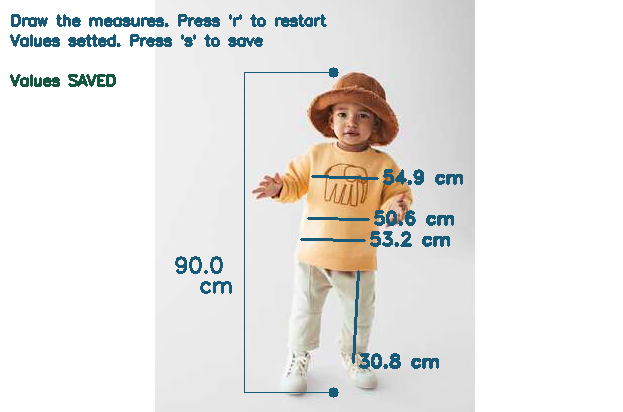 Draw the measures. Press 'r' to restart
Values setted. Press 's' to save
Values SAVED
54.9 cm
50.6 cm
53.2 cm
90.0
cm
30.8 cm